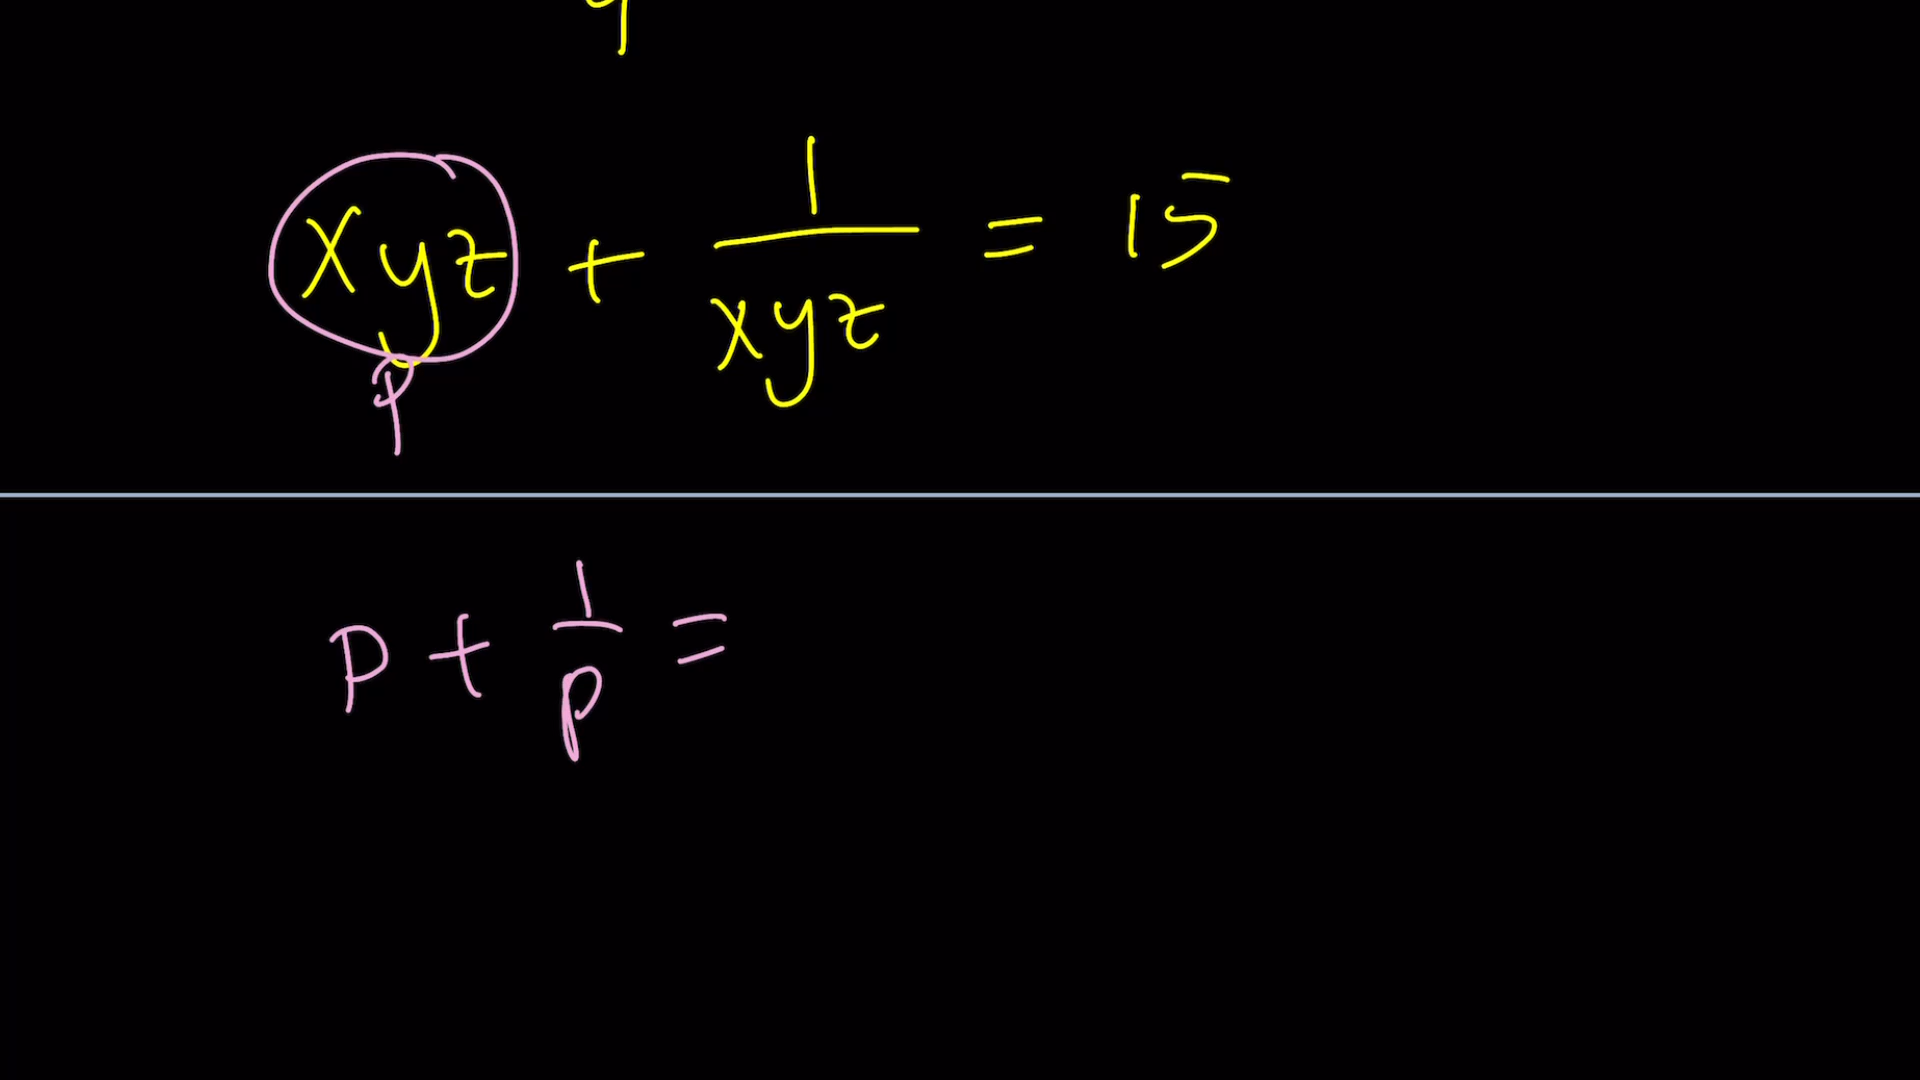 xyz + 1/xyz = 15
p
p + 1/p =